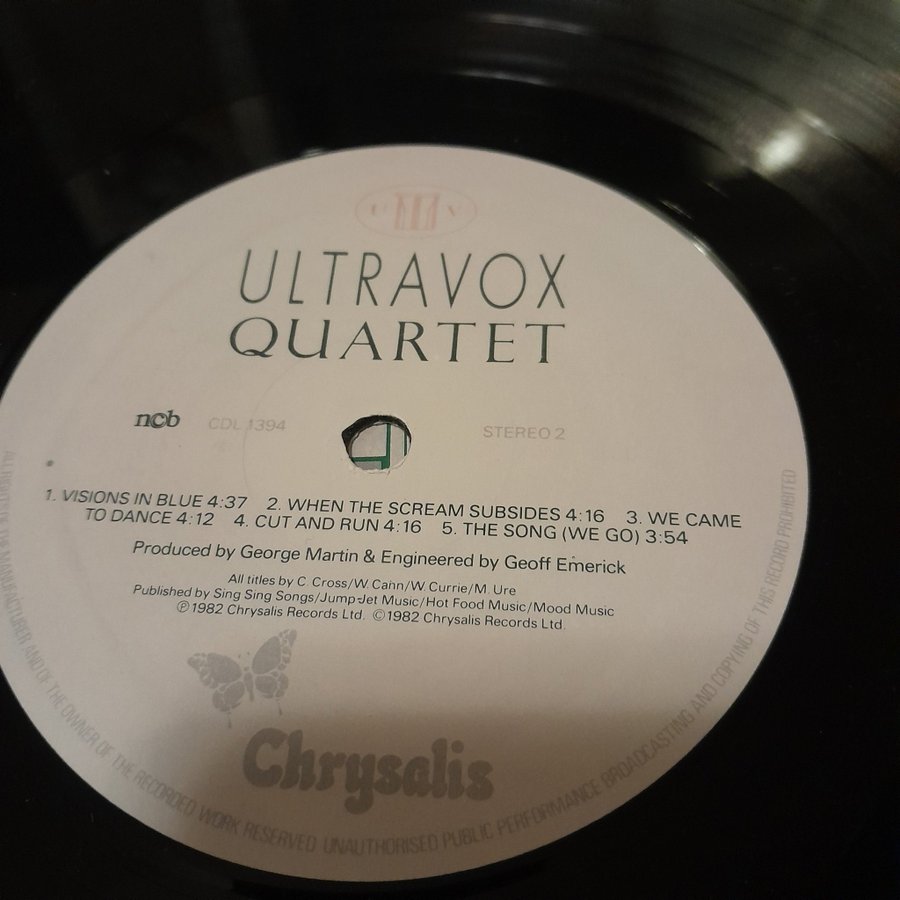 U V
ULTRAVOX
QUARTET
ncb CDL 1394 STEREO 2
1. VISIONS IN BLUE 4:37 2. WHEN THE SCREAM SUBSIDES 4:16 3. WE CAME
TO DANCE 4:12 4. CUT AND RUN 4:16 5. THE SONG (WE GO) 3:54
Produced by George Martin & Engineered by Geoff Emerick
All titles by C. Cross/W. Cann/W. Currie/M. Ure
Published by Sing Sing Songs/Jump-Jet Music/Hot Food Music/Mood Music
℗1982 Chrysalis Records Ltd. ©1982 Chrysalis Records Ltd.
Chrysalis
ALL RIGHTS OF THE MANUFACTURER AND OF THE OWNER OF THE RECORDED WORK RESERVED UNAUTHORISED PUBLIC PERFORMANCE BROADCASTING AND COPYING OF THIS RECORD PROHIBITED